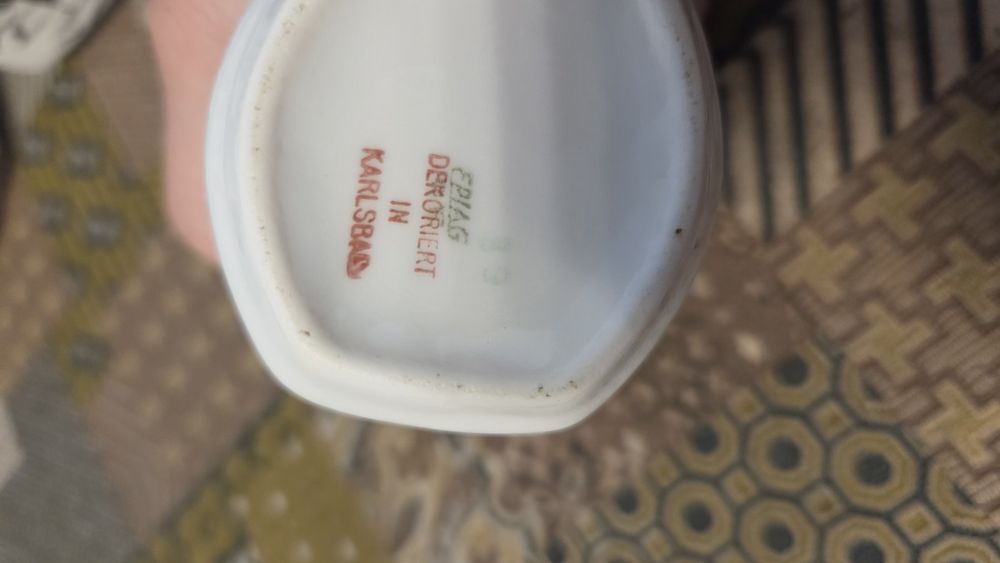 EPIAG
DEKORIERT
IN
KARLSBAD